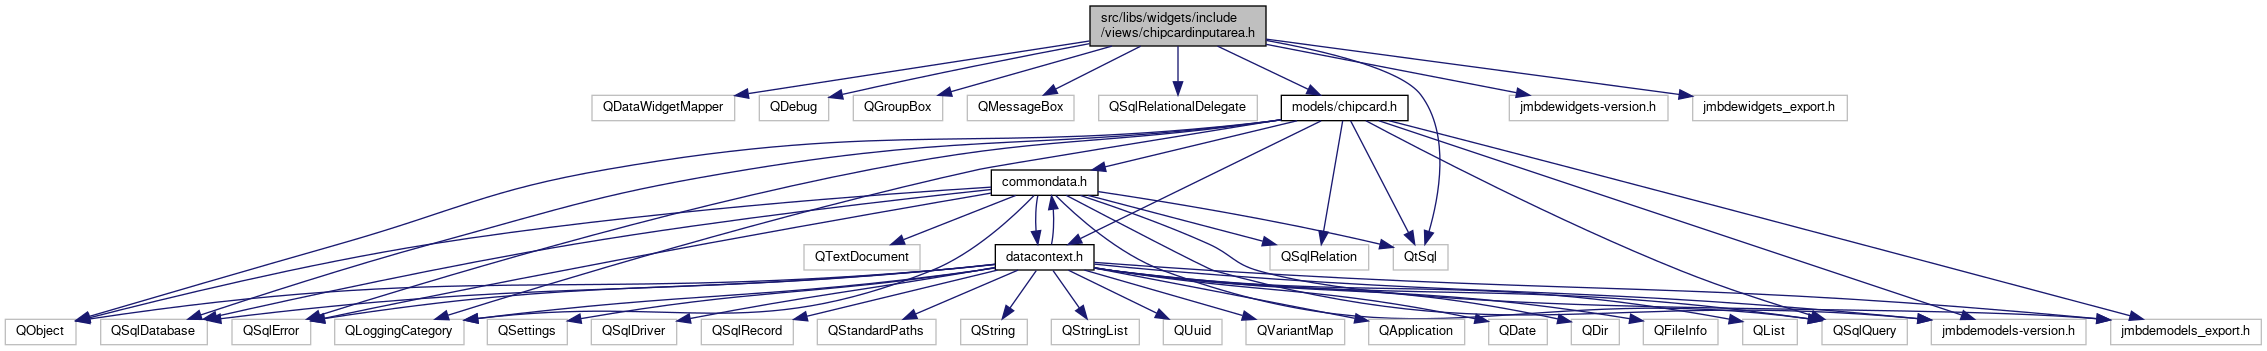 src/libs/widgets/include
/views/chipcardinputarea.h
QDataWidgetMapper
QDebug
QGroupBox
QMessageBox
QSqlRelationalDelegate
models/chipcard.h
jmbdewidgets-version.h
jmbdewidgets_export.h
commondata.h
QTextDocument
datacontext.h
QSqlRelation
QtSql
QObject
QSqlDatabase
QSqlError
QLoggingCategory
QSettings
QSqlDriver
QSqlRecord
QStandardPaths
QString
QStringList
QUuid
QVariantMap
QApplication
QDate
QDir
QFileInfo
QList
QSqlQuery
jmbdemodels-version.h
jmbdemodels_export.h